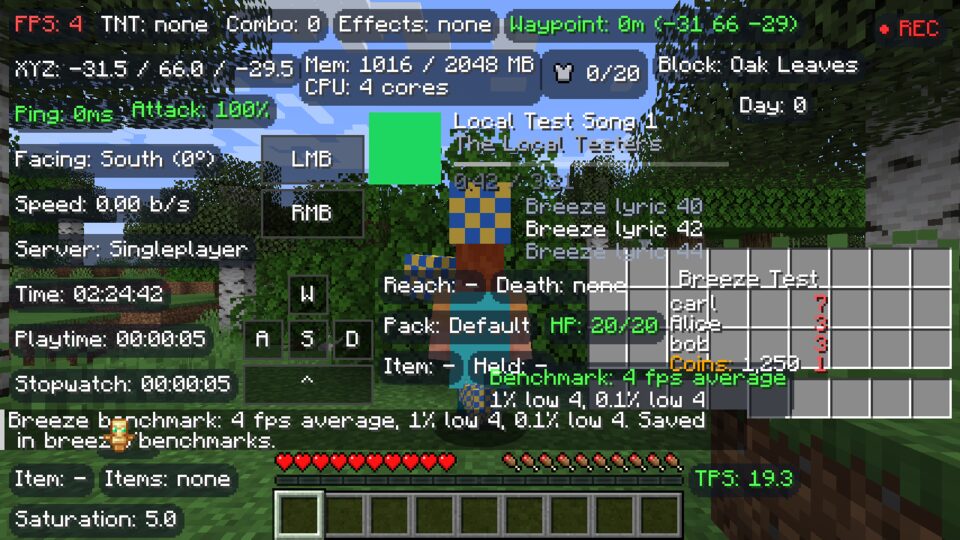 FPS: 4
TNT: none
Combo: 0
Effects: none
Waypoint: 0m (-31 66 -29)
● REC
XYZ: -31.5 / 66.0 / -29.5
Mem: 1016 / 2048 MB
CPU: 4 cores
0/20
Block: Oak Leaves
Ping: 0ms
Attack: 100%
Day: 0
Local Test Song 1
The Local Testers
0:42
3:21
Facing: South (0°)
LMB
Speed: 0.00 b/s
RMB
Breeze lyric 40
Breeze lyric 42
Breeze lyric 44
Server: Singleplayer
Breeze Test
carl 7
Alice 3
bob 3
Coins: 1,250 1
Time: 02:24:42
W
Reach: - Death: none
Playtime: 00:00:05
A
S
D
Pack: Default
HP: 20/20
Item: -
Held: -
Stopwatch: 00:00:05
^
Benchmark: 4 fps average
1% low 4, 0.1% low 4
Breeze benchmark: 4 fps average, 1% low 4, 0.1% low 4. Saved
in breeze benchmarks.
Item: -
Items: none
TPS: 19.3
Saturation: 5.0